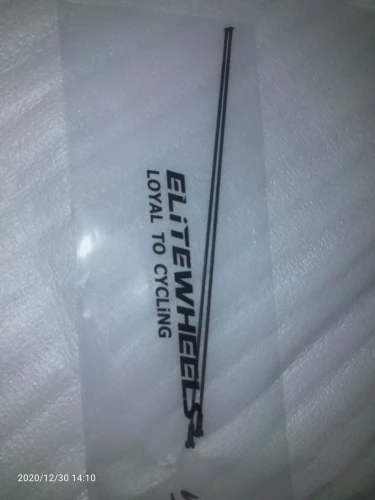 ELiTEWHEELS
LOYAL TO CYCLiNG
2020/12/30 14:10